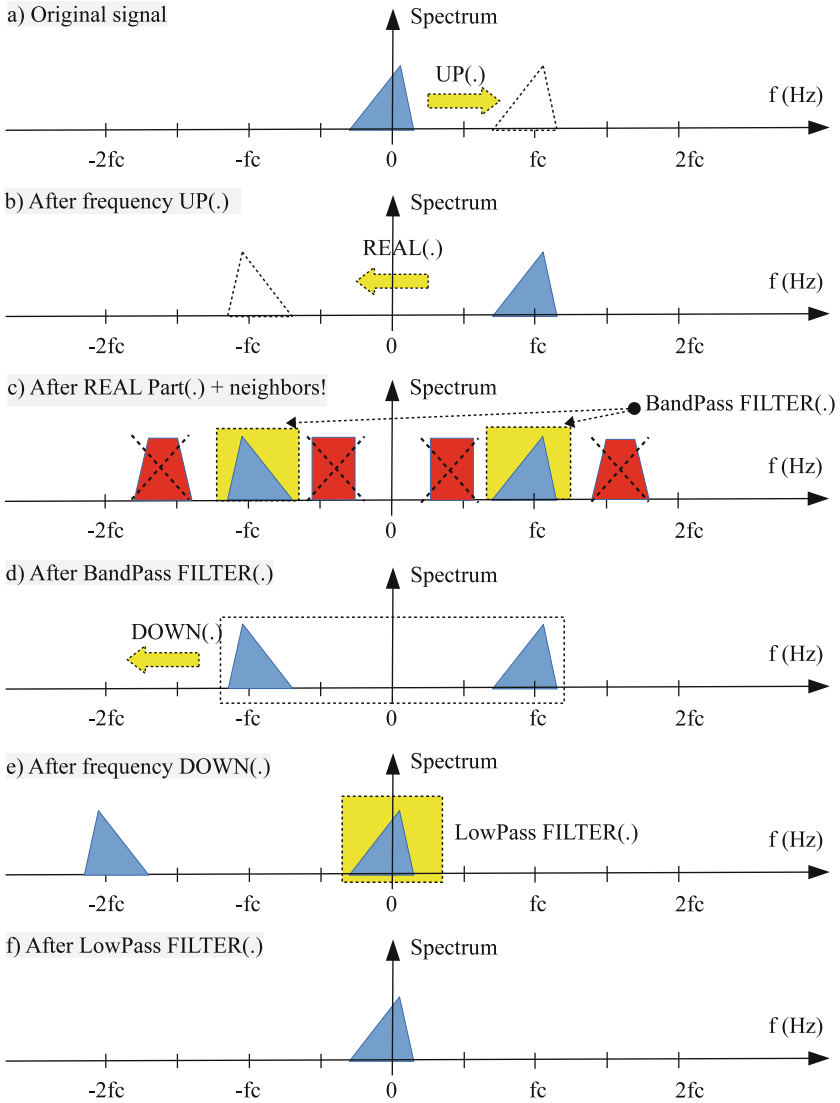 a) Original signal
Spectrum
UP(.)
f (Hz)
-2fc -fc 0 fc 2fc
b) After frequency UP(.)
Spectrum
REAL(.)
f (Hz)
-2fc -fc 0 fc 2fc
c) After REAL Part(.) + neighbors!
Spectrum
BandPass FILTER(.)
f (Hz)
-2fc -fc 0 fc 2fc
d) After BandPass FILTER(.)
Spectrum
DOWN(.)
f (Hz)
-2fc -fc 0 fc 2fc
e) After frequency DOWN(.)
Spectrum
LowPass FILTER(.)
f (Hz)
-2fc -fc 0 fc 2fc
f) After LowPass FILTER(.)
Spectrum
f (Hz)
-2fc -fc 0 fc 2fc